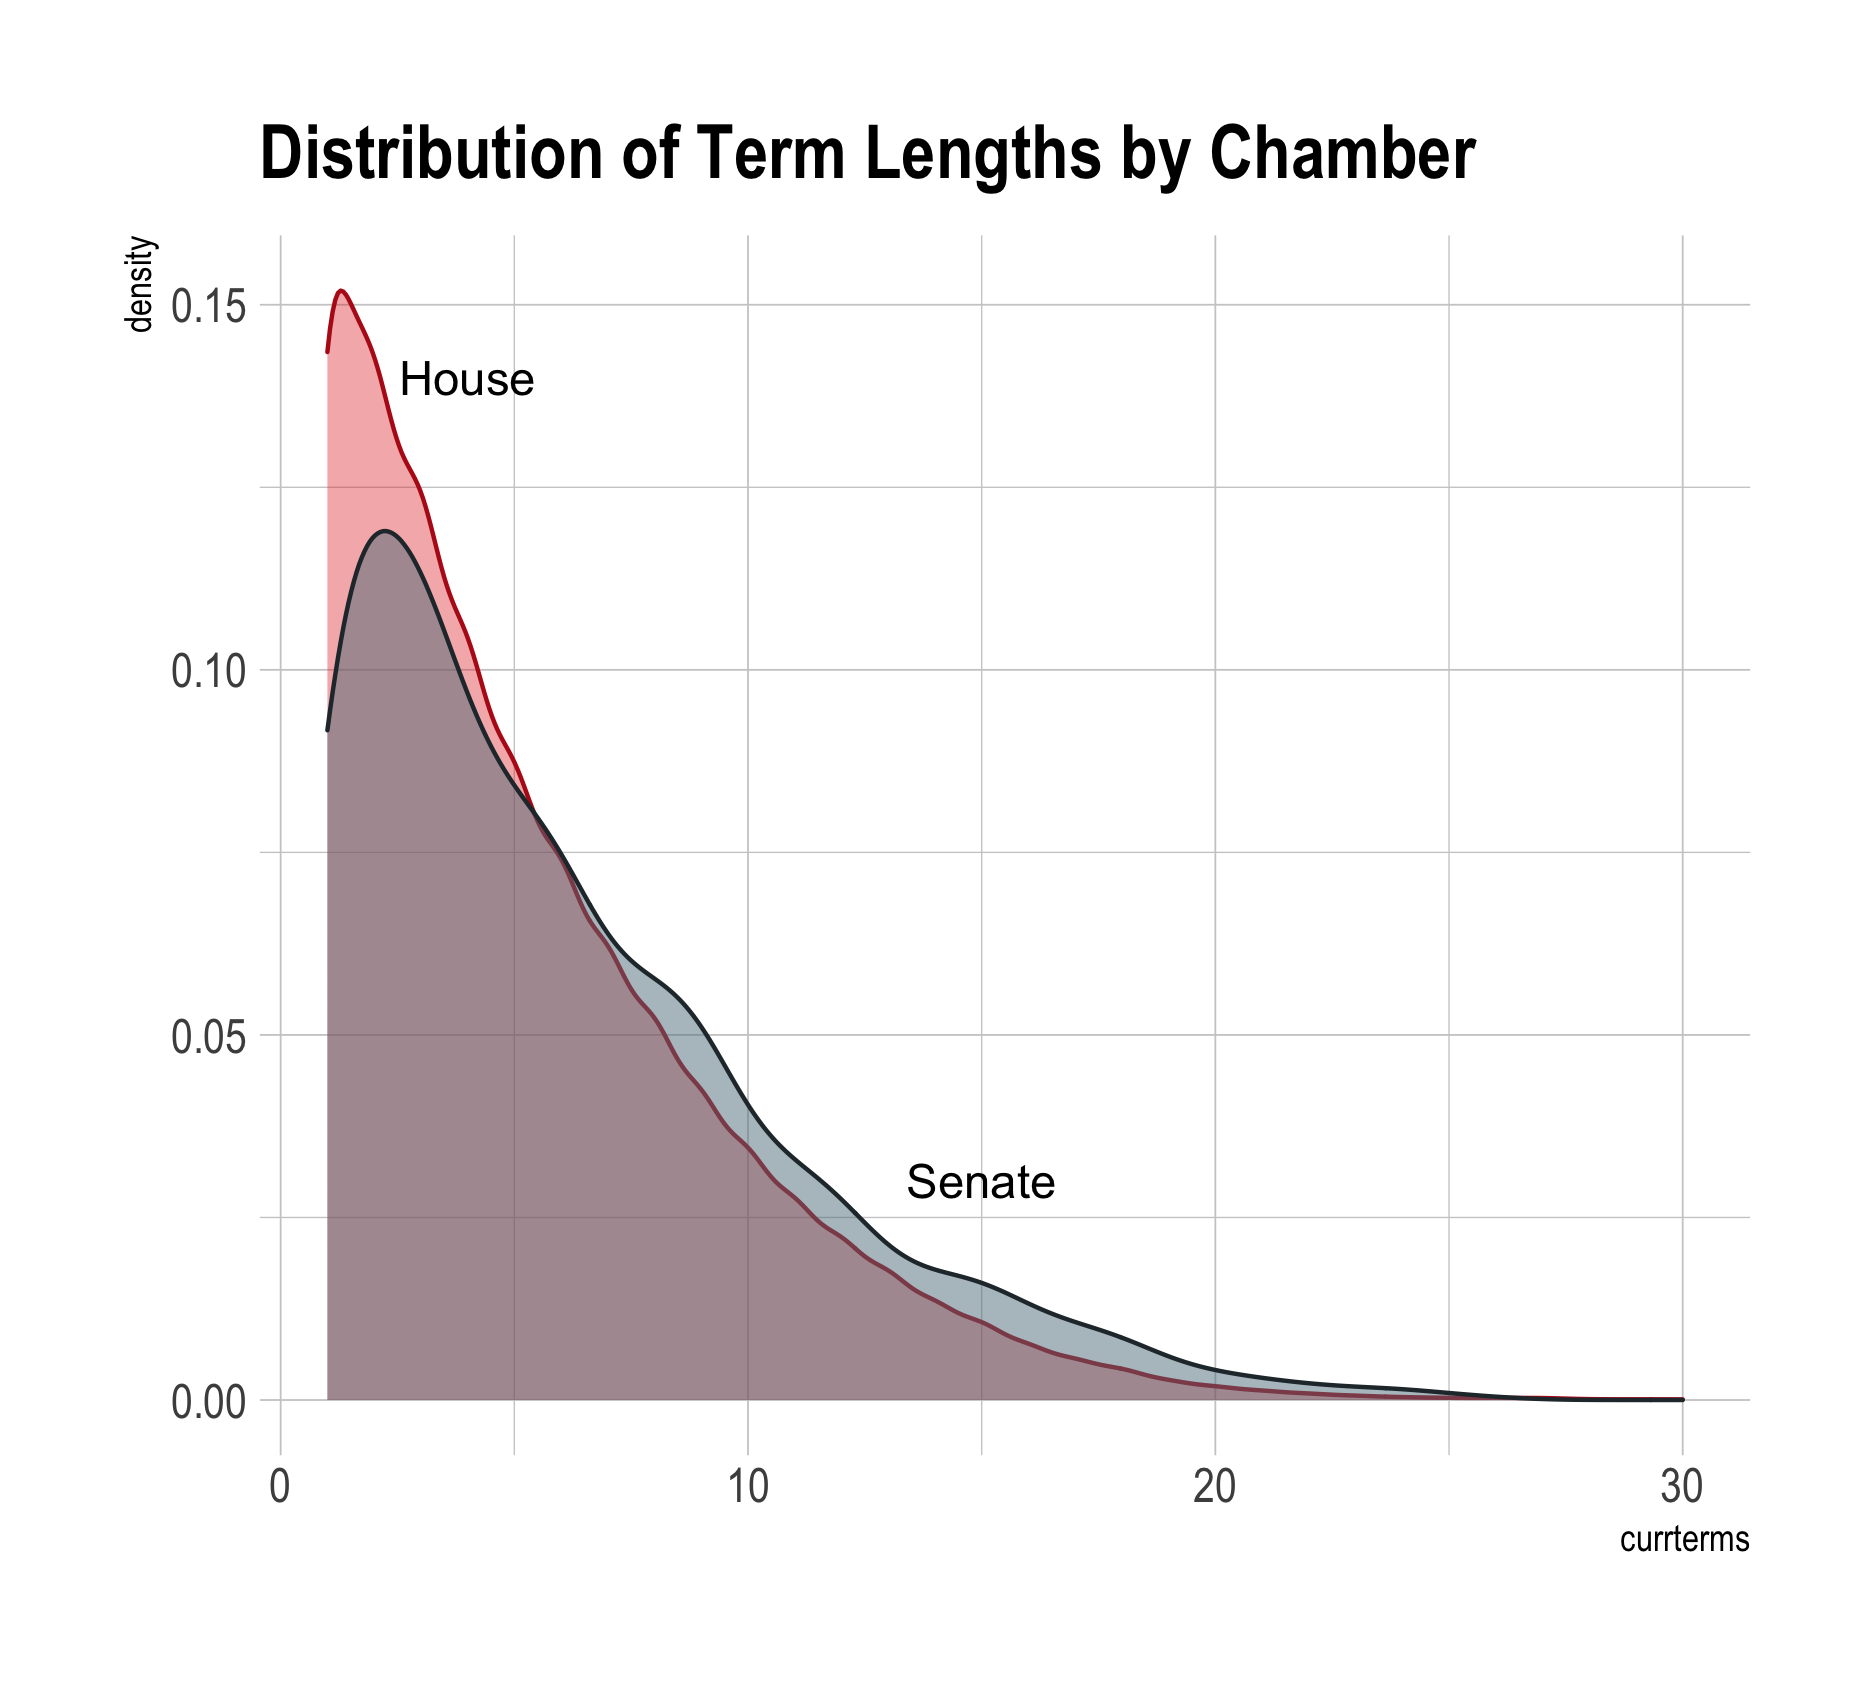 Distribution of Term Lengths by Chamber
density
0.15
House
0.10
0.05
Senate
0.00
0 10 20 30
currterms